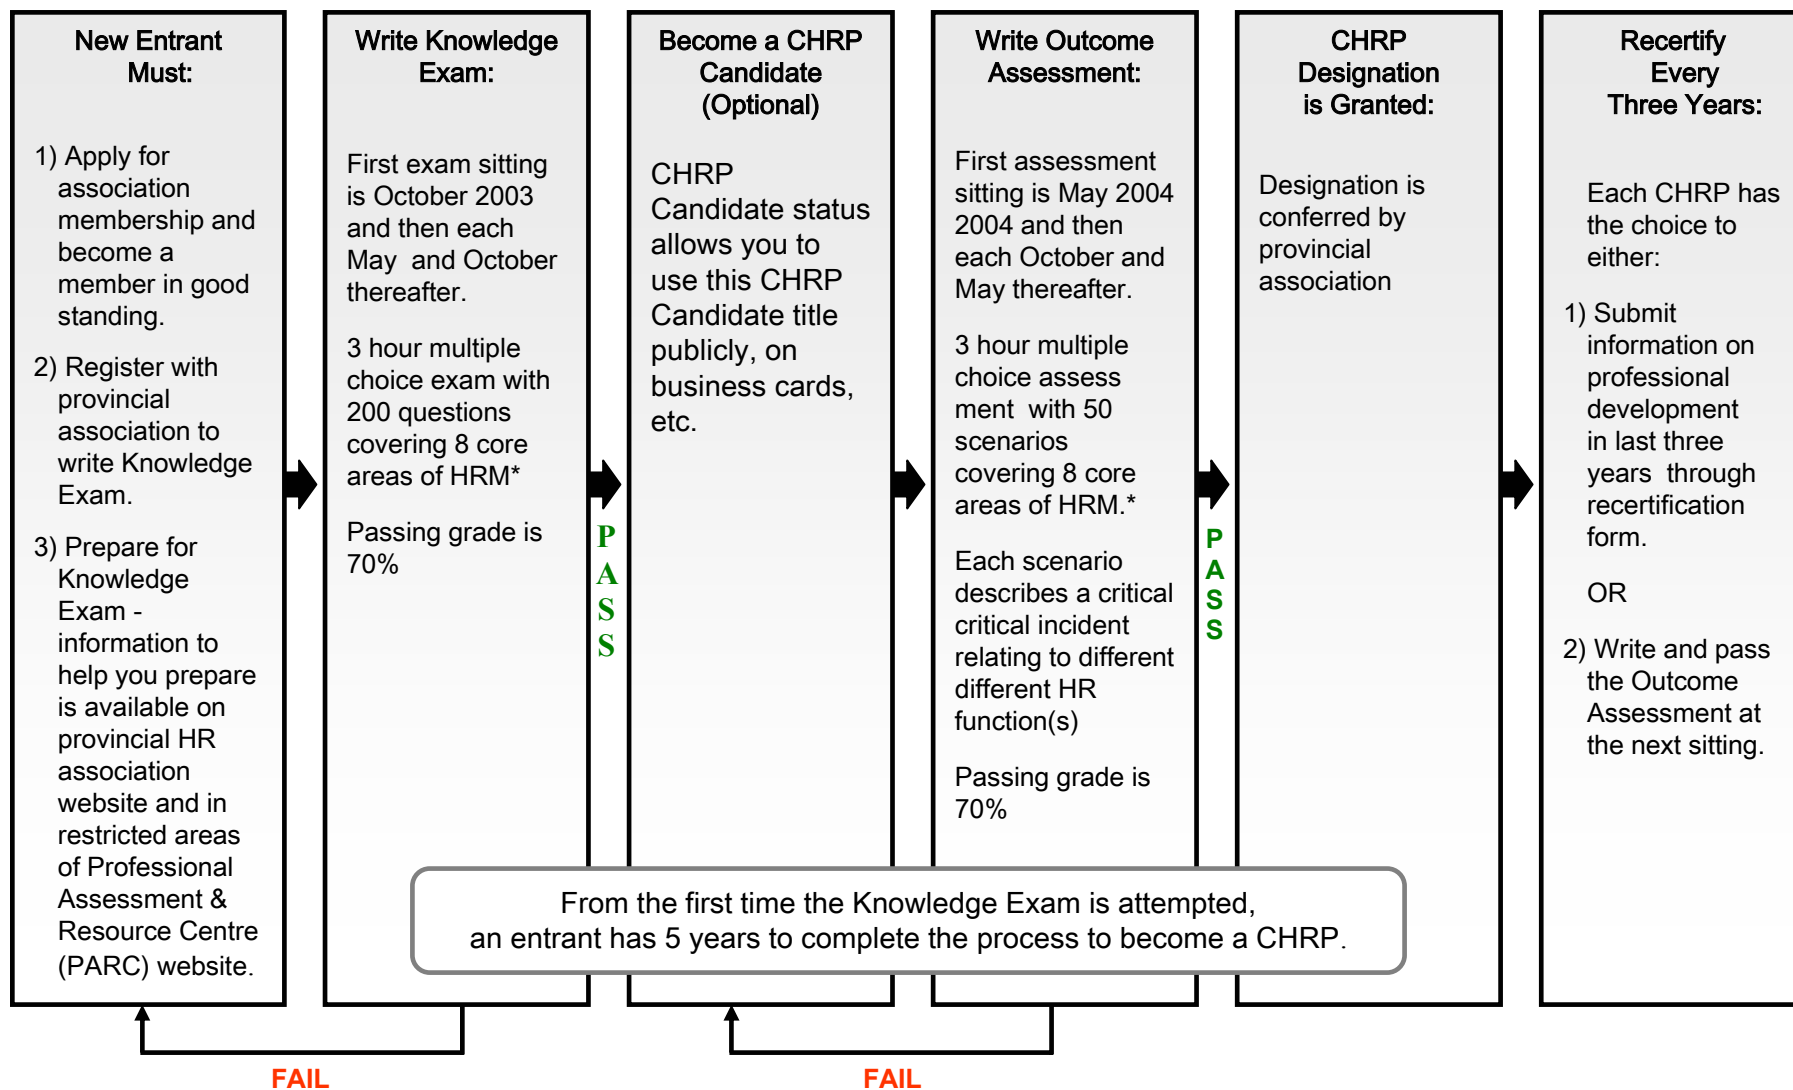 New Entrant
Must:
1) Apply for
association
membership and
become a
member in good
standing.
2) Register with
provincial
association to
write Knowledge
Exam.
3) Prepare for
Knowledge
Exam -
information to
help you prepare
is available on
provincial HR
association
website and in
restricted areas
of Professional
Assessment &
Resource Centre
(PARC) website.
Write Knowledge
Exam:
First exam sitting
is October 2003
and then each
May and October
thereafter.
3 hour multiple
choice exam with
200 questions
covering 8 core
areas of HRM*
Passing grade is
70%
P
A
S
S
Become a CHRP
Candidate
(Optional)
CHRP
Candidate status
allows you to
use this CHRP
Candidate title
publicly, on
business cards,
etc.
Write Outcome
Assessment:
First assessment
sitting is May 2004
2004 and then
each October and
May thereafter.
3 hour multiple
choice assess
ment with 50
scenarios
covering 8 core
areas of HRM.*
Each scenario
describes a critical
critical incident
relating to different
different HR
function(s)
Passing grade is
70%
P
A
S
S
CHRP
Designation
is Granted:
Designation is
conferred by
provincial
association
Recertify
Every
Three Years:
Each CHRP has
the choice to
either:
1) Submit
information on
professional
development
in last three
years through
recertification
form.
OR
2) Write and pass
the Outcome
Assessment at
the next sitting.
From the first time the Knowledge Exam is attempted,
an entrant has 5 years to complete the process to become a CHRP.
FAIL
FAIL